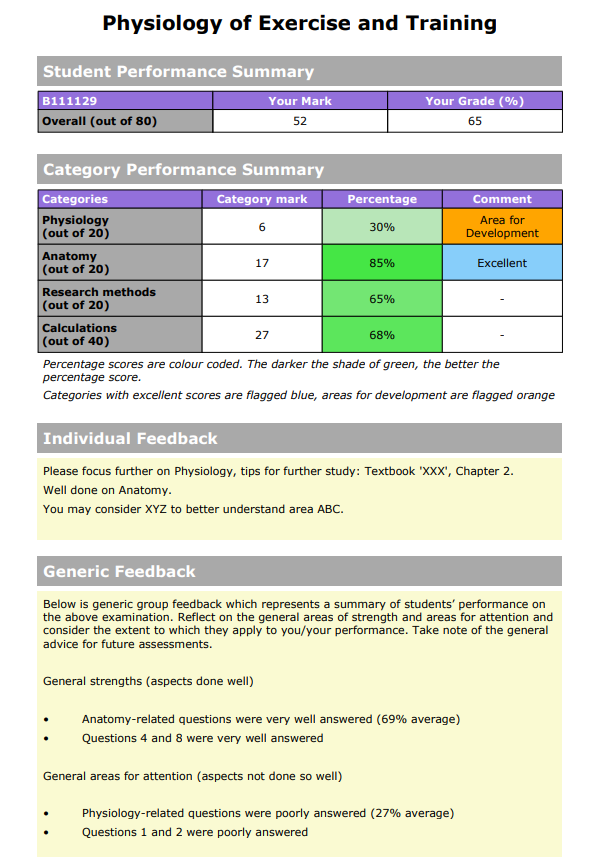 Physiology of Exercise and Training
Student Performance Summary
B111129 Your Mark Your Grade (%)
Overall (out of 80) 52 65
Category Performance Summary
Categories Category mark Percentage Comment
Physiology
(out of 20) 6 30% Area for
Development
Anatomy
(out of 20) 17 85% Excellent
Research methods
(out of 20) 13 65% -
Calculations
(out of 40) 27 68% -
Percentage scores are colour coded. The darker the shade of green, the better the
percentage score.
Categories with excellent scores are flagged blue, areas for development are flagged orange
Individual Feedback
Please focus further on Physiology, tips for further study: Textbook 'XXX', Chapter 2.
Well done on Anatomy.
You may consider XYZ to better understand area ABC.
Generic Feedback
Below is generic group feedback which represents a summary of students’ performance on
the above examination. Reflect on the general areas of strength and areas for attention and
consider the extent to which they apply to you/your performance. Take note of the general
advice for future assessments.
General strengths (aspects done well)
• Anatomy-related questions were very well answered (69% average)
• Questions 4 and 8 were very well answered
General areas for attention (aspects not done so well)
• Physiology-related questions were poorly answered (27% average)
• Questions 1 and 2 were poorly answered